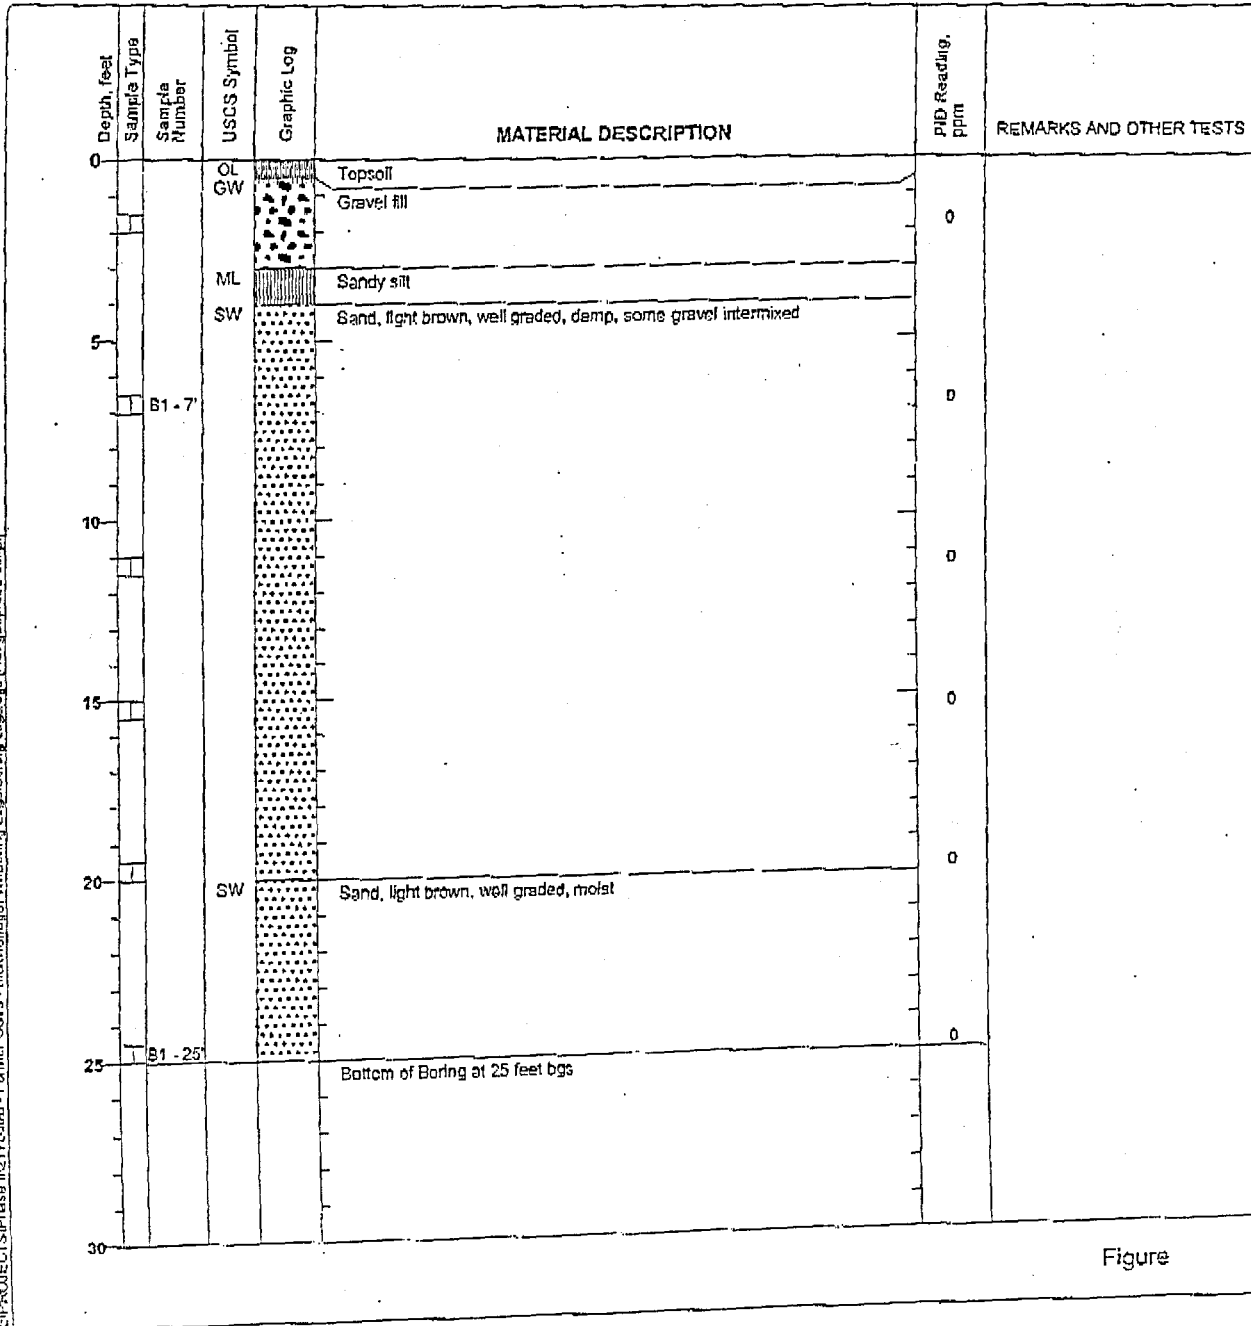 Depth, feet
Sample Type
Sample Number
USCS Symbol
Graphic Log
MATERIAL DESCRIPTION
PID Reading, ppm
REMARKS AND OTHER TESTS
0
OL
Topsoil
GW
Gravel fill
0
ML
Sandy silt
SW
Sand, light brown, well graded, damp, some gravel intermixed
5
B1 - 7'
0
10
0
15
0
0
20
SW
Sand, light brown, well graded, moist
0
B1 - 25'
25
Bottom of Boring at 25 feet bgs
30
Figure